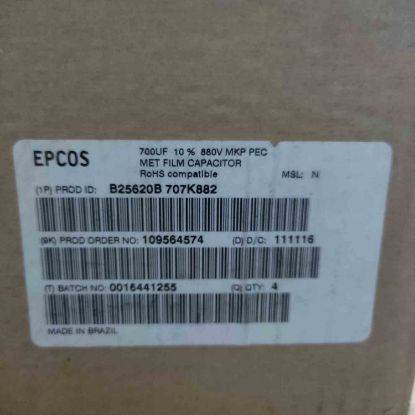 EPCOS
700UF 10 % 880V MKP PEC
MET FILM CAPACITOR
RoHS compatible MSL: N
(1P) PROD ID: B25620B 707K882
(9K) PROD ORDER NO: 109564574 (D) D/C: 111116
(T) BATCH NO: 0016441255 (Q) QTY: 4
MADE IN BRAZIL